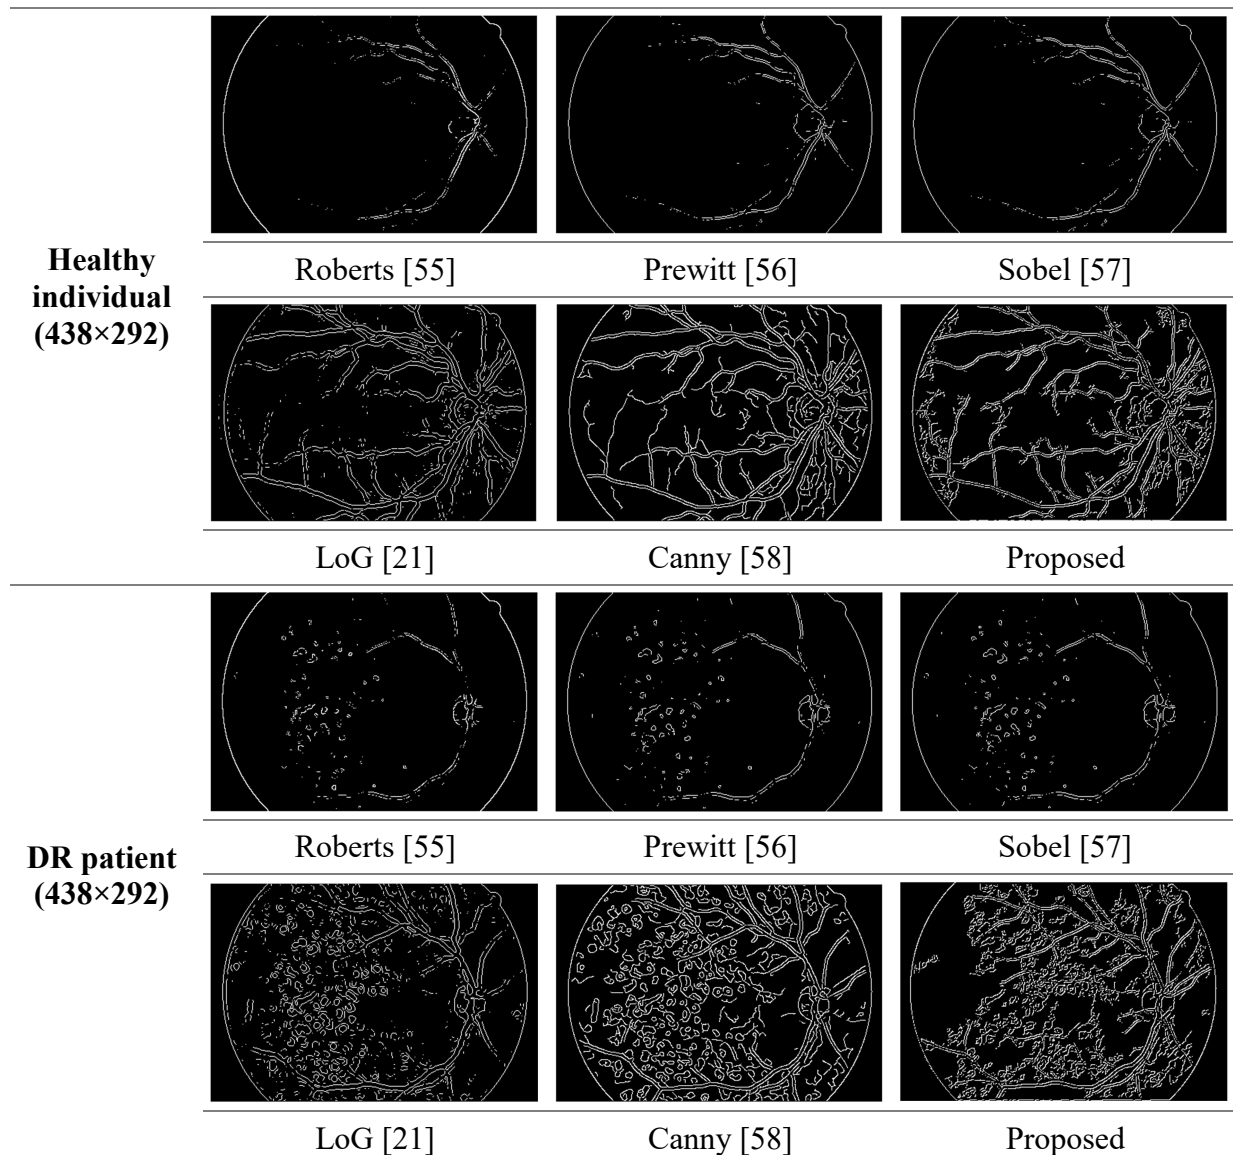 Healthy
individual
(438×292)
Roberts [55]
Prewitt [56]
Sobel [57]
LoG [21]
Canny [58]
Proposed
DR patient
(438×292)
Roberts [55]
Prewitt [56]
Sobel [57]
LoG [21]
Canny [58]
Proposed